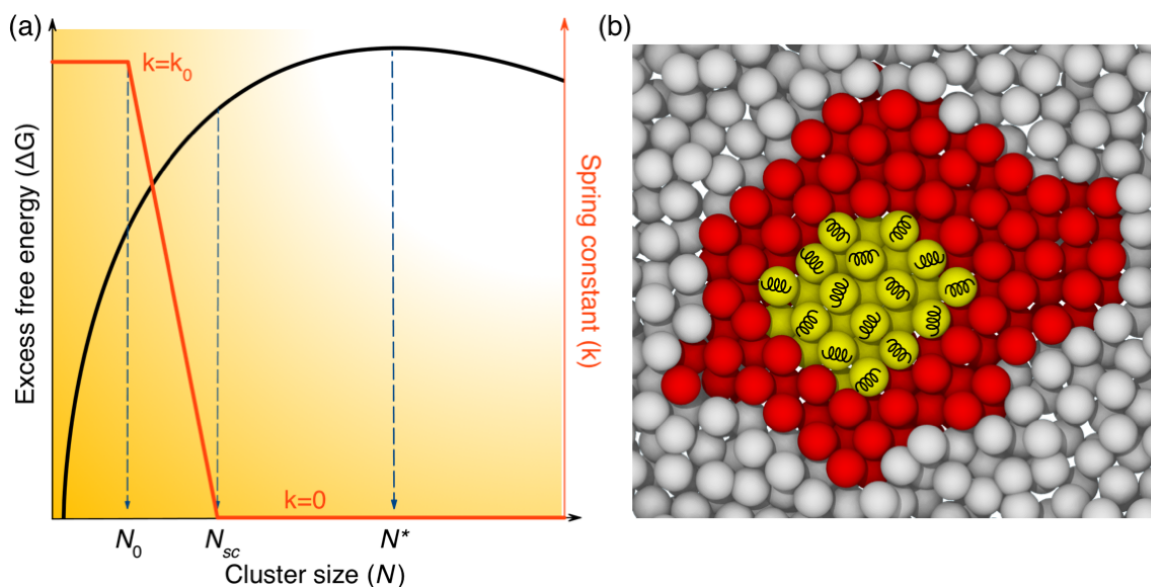 (a)
k=k₀
Excess free energy (ΔG)
Spring constant (k)
k=0
N₀
Nsc
N*
Cluster size (N)
(b)